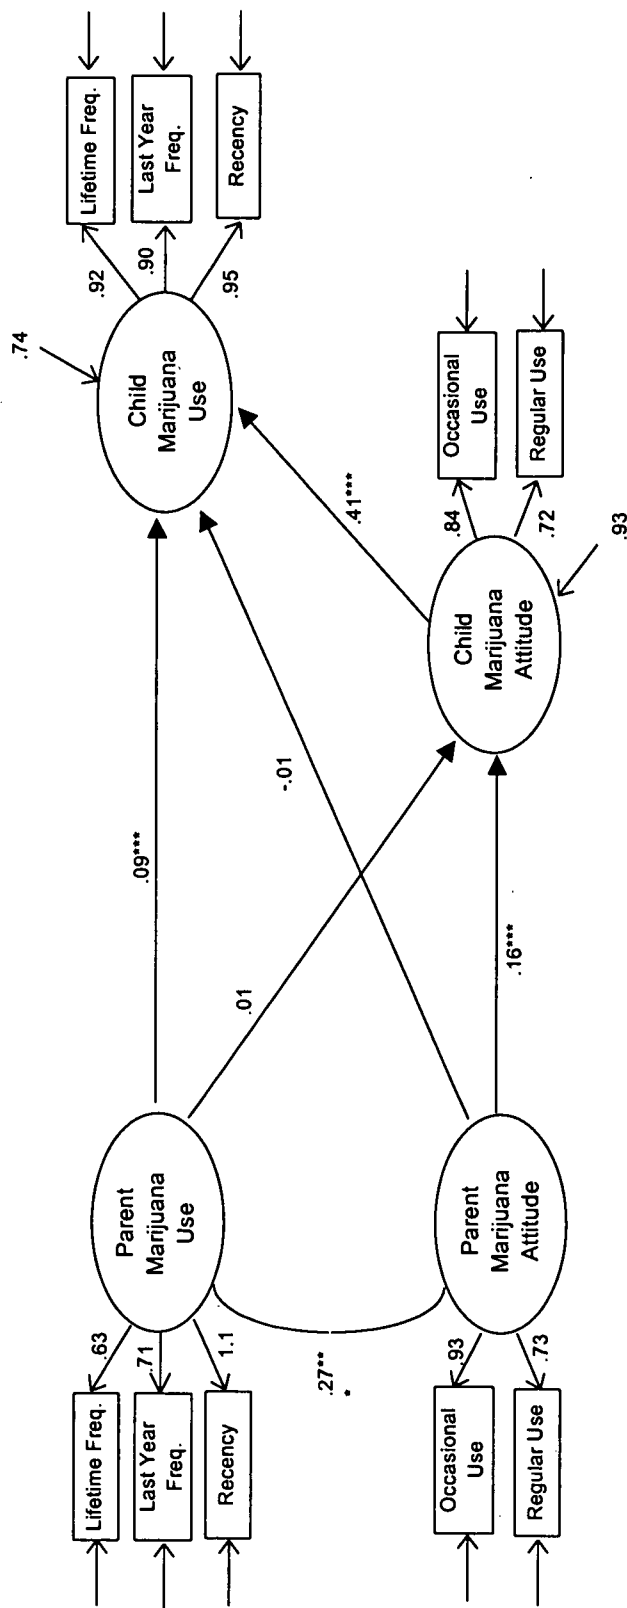 Lifetime Freq.
Last Year
Freq.
Recency
.63
.71
1.1
Parent
Marijuana
Use
.27**
*
Occasional
Use
Regular Use
.93
.73
Parent
Marijuana
Attitude
.09***
.01
-.01
.16***
.41***
.74
Child
Marijuana
Use
.92
.90
.95
Lifetime Freq.
Last Year
Freq.
Recency
Child
Marijuana
Attitude
.84
.72
.93
Occasional
Use
Regular Use